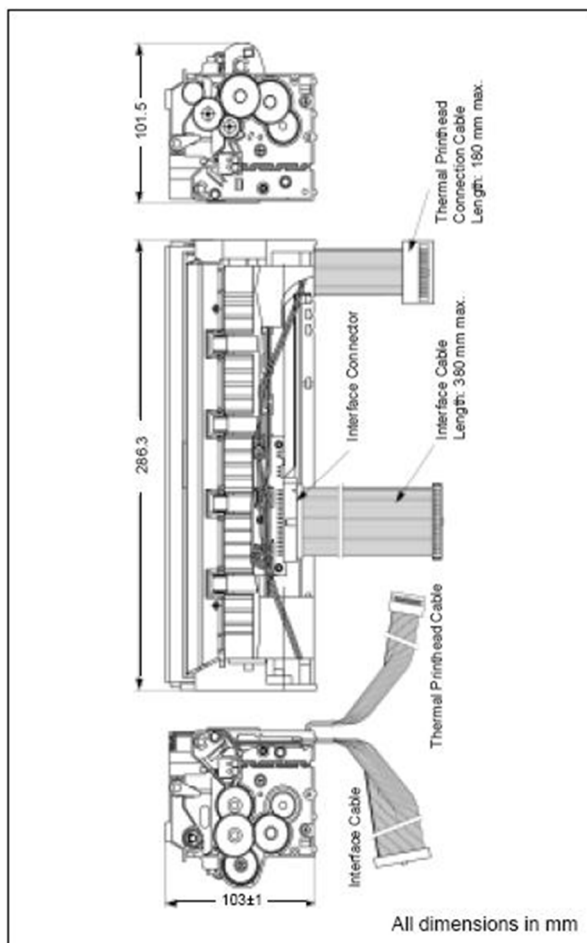 101.5
Thermal Printhead
Connection Cable
Length: 180 mm max.
286.3
Interface Connector
Interface Cable
Length: 380 mm max.
Thermal Printhead Cable
Interface Cable
103±1
All dimensions in mm